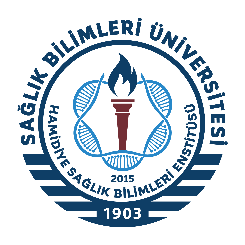 SAĞLIK BİLİMLERİ ÜNİVERSİTESİ
HAMİDİYE SAĞLIK BİLİMLERİ ENSTİTÜSÜ
2015
1903